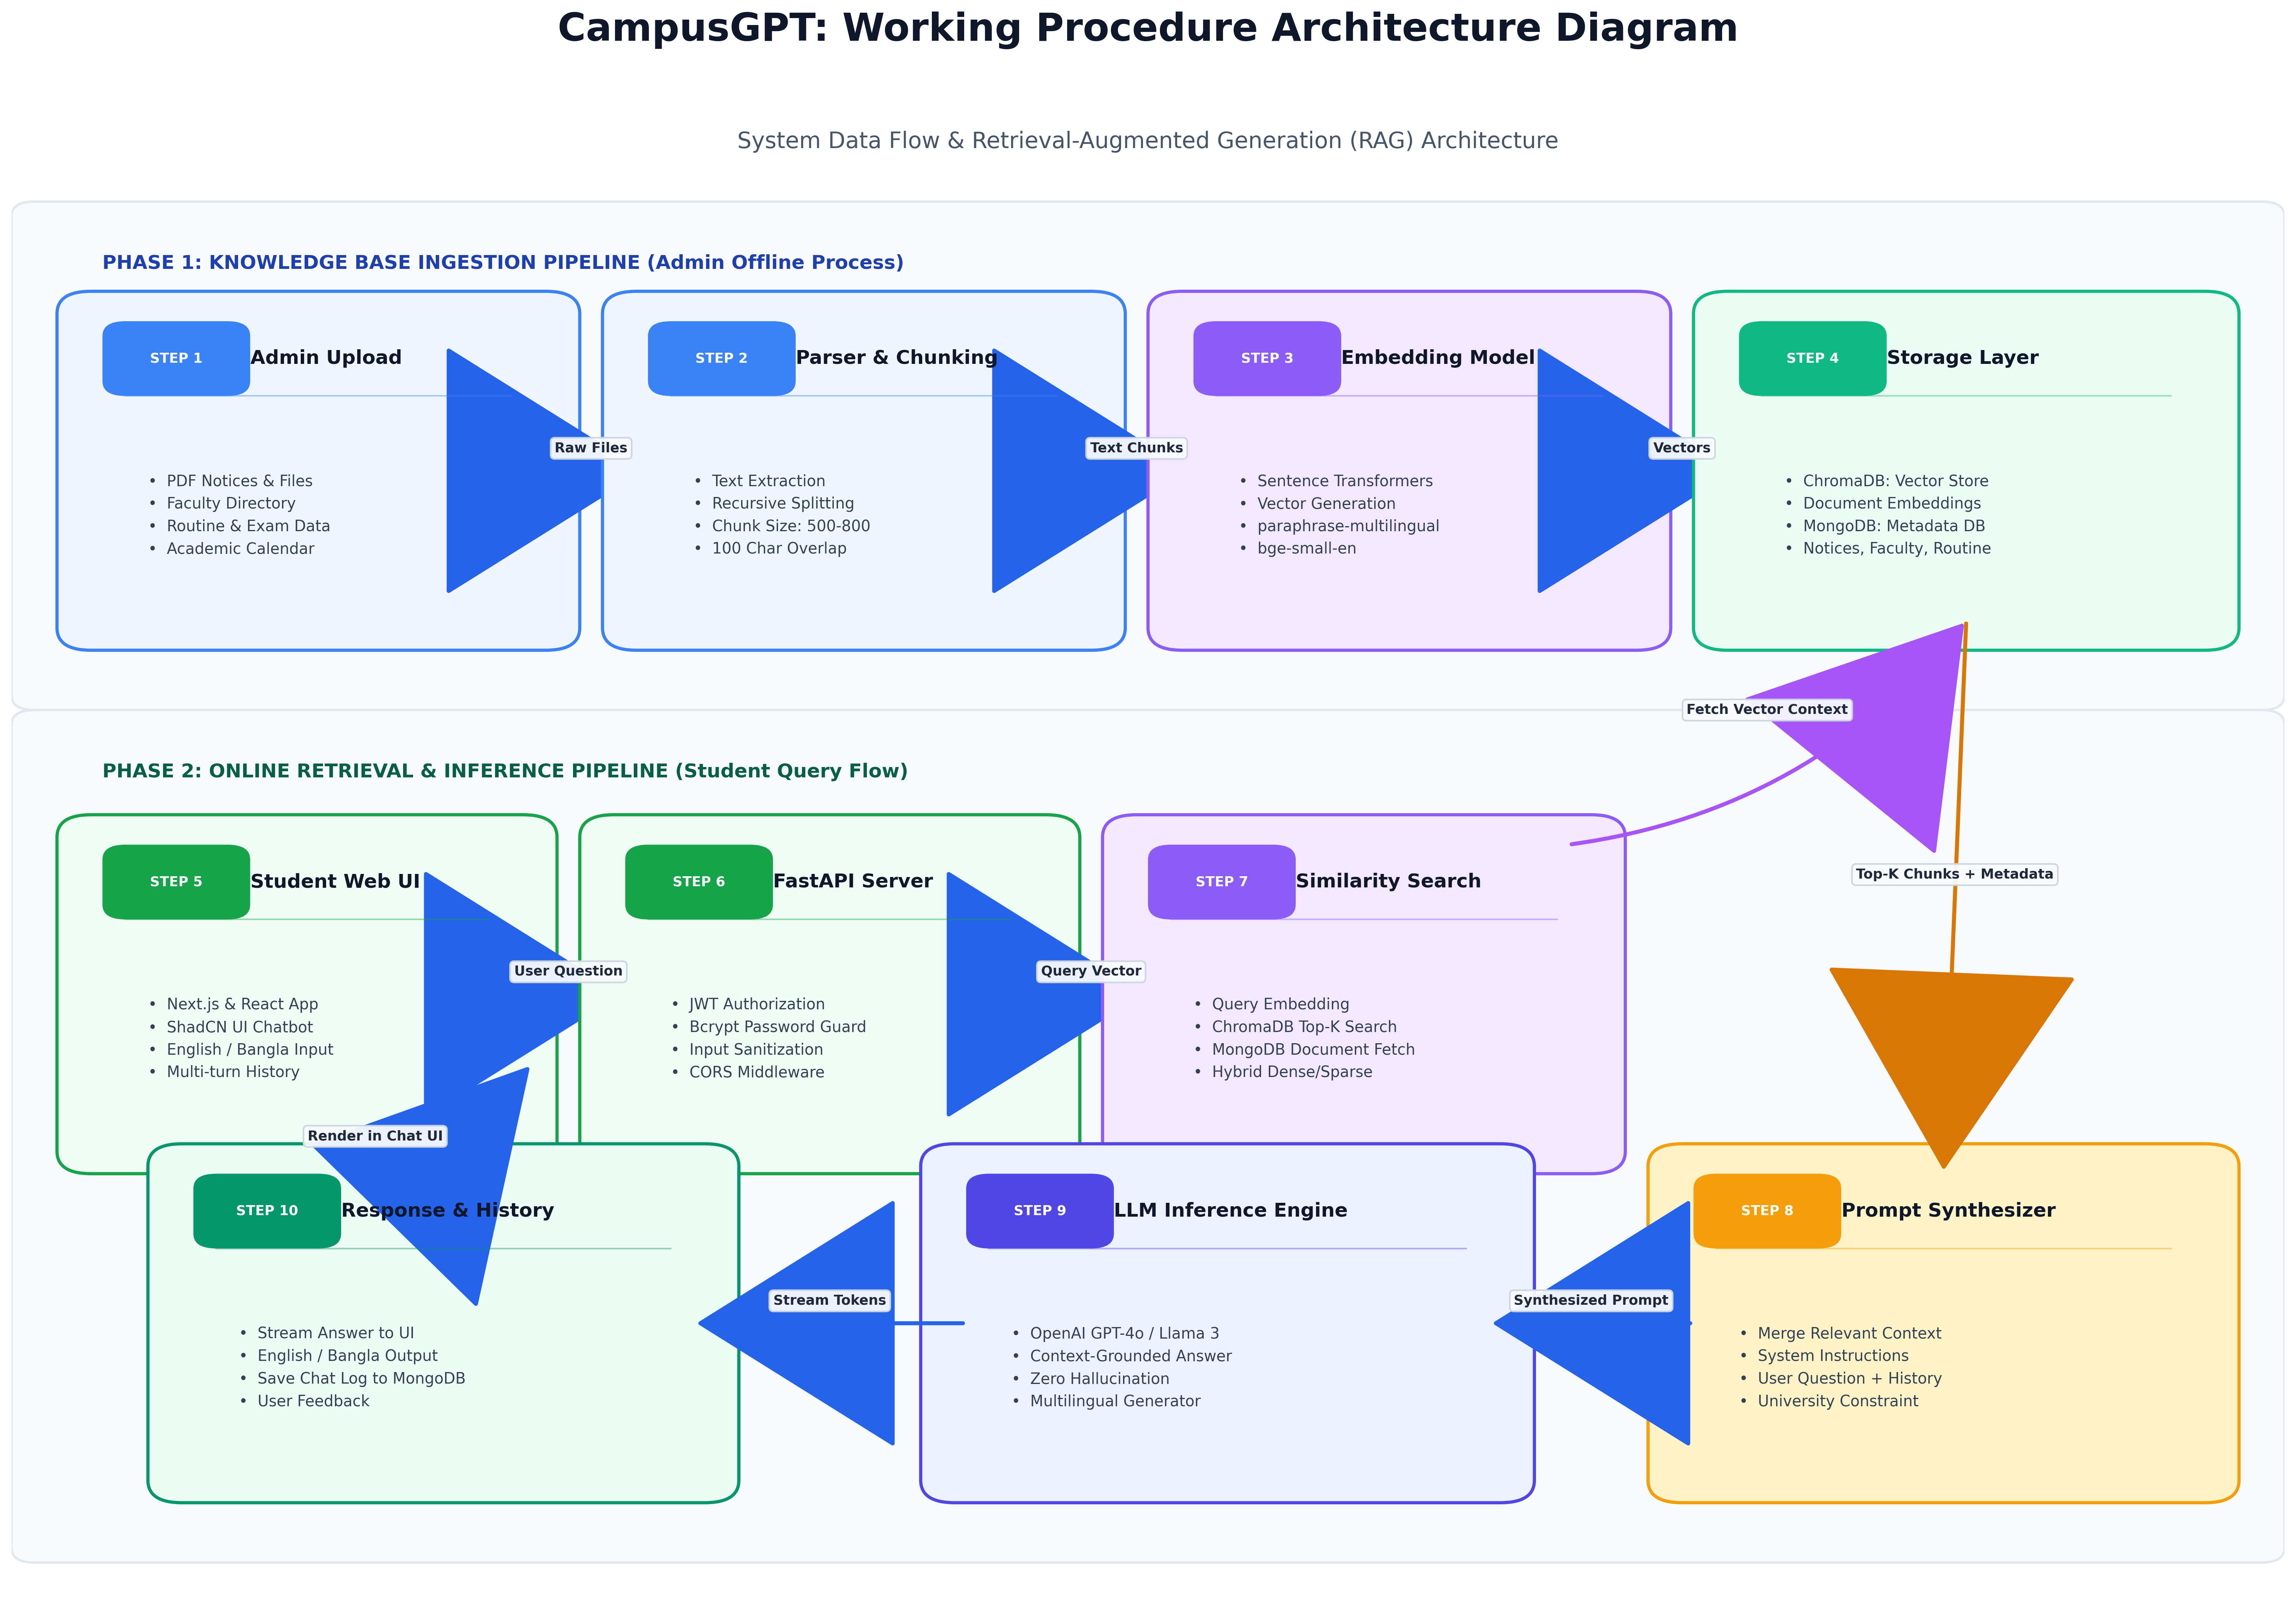 CampusGPT: Working Procedure Architecture Diagram
System Data Flow & Retrieval-Augmented Generation (RAG) Architecture
PHASE 1: KNOWLEDGE BASE INGESTION PIPELINE (Admin Offline Process)
STEP 1 Admin Upload
• PDF Notices & Files
• Faculty Directory
• Routine & Exam Data
• Academic Calendar
Raw Files
STEP 2 Parser & Chunking
• Text Extraction
• Recursive Splitting
• Chunk Size: 500-800
• 100 Char Overlap
Text Chunks
STEP 3 Embedding Model
• Sentence Transformers
• Vector Generation
• paraphrase-multilingual
• bge-small-en
Vectors
STEP 4 Storage Layer
• ChromaDB: Vector Store
• Document Embeddings
• MongoDB: Metadata DB
• Notices, Faculty, Routine
Fetch Vector Context
PHASE 2: ONLINE RETRIEVAL & INFERENCE PIPELINE (Student Query Flow)
STEP 5 Student Web UI
• Next.js & React App
• ShadCN UI Chatbot
• English / Bangla Input
• Multi-turn History
User Question
STEP 6 FastAPI Server
• JWT Authorization
• Bcrypt Password Guard
• Input Sanitization
• CORS Middleware
Query Vector
STEP 7 Similarity Search
• Query Embedding
• ChromaDB Top-K Search
• MongoDB Document Fetch
• Hybrid Dense/Sparse
Top-K Chunks + Metadata
Render in Chat UI
STEP 10 Response & History
• Stream Answer to UI
• English / Bangla Output
• Save Chat Log to MongoDB
• User Feedback
Stream Tokens
STEP 9 LLM Inference Engine
• OpenAI GPT-4o / Llama 3
• Context-Grounded Answer
• Zero Hallucination
• Multilingual Generator
Synthesized Prompt
STEP 8 Prompt Synthesizer
• Merge Relevant Context
• System Instructions
• User Question + History
• University Constraint